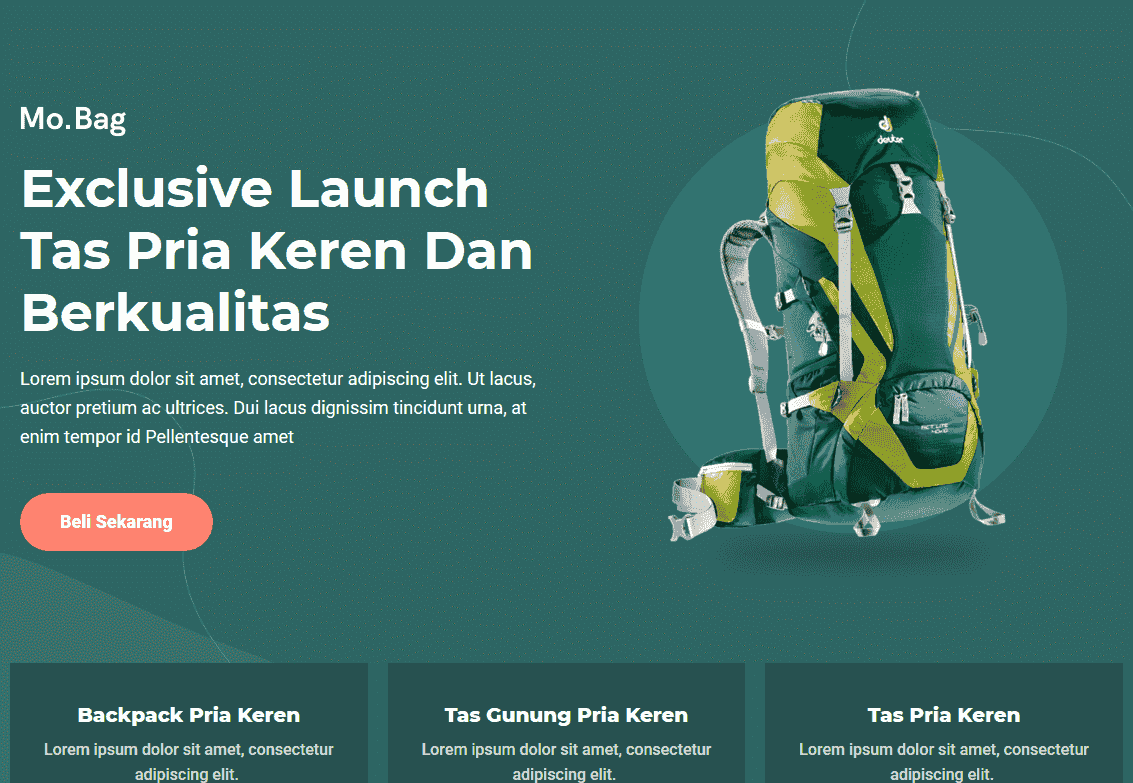 Mo.Bag
Exclusive Launch
Tas Pria Keren Dan
Berkualitas
Lorem ipsum dolor sit amet, consectetur adipiscing elit. Ut lacus,
auctor pretium ac ultrices. Dui lacus dignissim tincidunt urna, at
enim tempor id Pellentesque amet
Beli Sekarang
deuter
Backpack Pria Keren
Lorem ipsum dolor sit amet, consectetur
adipiscing elit.
Tas Gunung Pria Keren
Lorem ipsum dolor sit amet, consectetur
adipiscing elit.
Tas Pria Keren
Lorem ipsum dolor sit amet, consectetur
adipiscing elit.